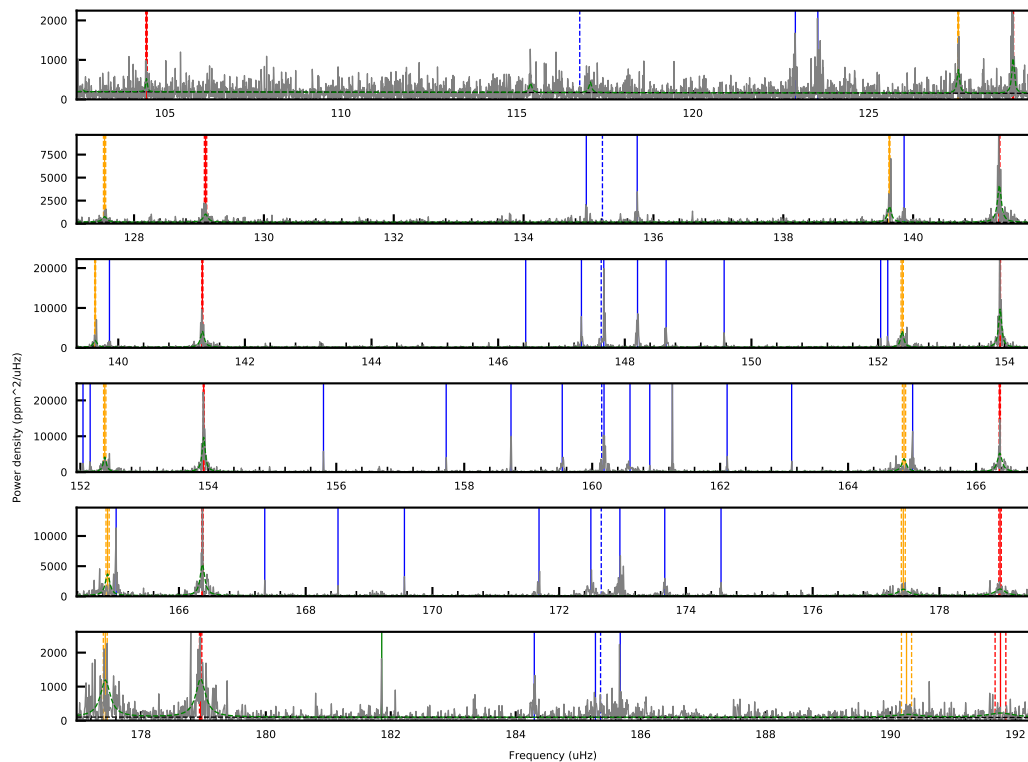 2000
1000
0
105 110 115 120 125
7500
5000
2500
0
128 130 132 134 136 138 140
20000
10000
0
140 142 144 146 148 150 152 154
20000
10000
0
152 154 156 158 160 162 164 166
10000
5000
0
166 168 170 172 174 176 178
3000
2000
1000
0
178 180 182 184 186 188 190 192
Power density (ppm^2/uHz)
Frequency (uHz)